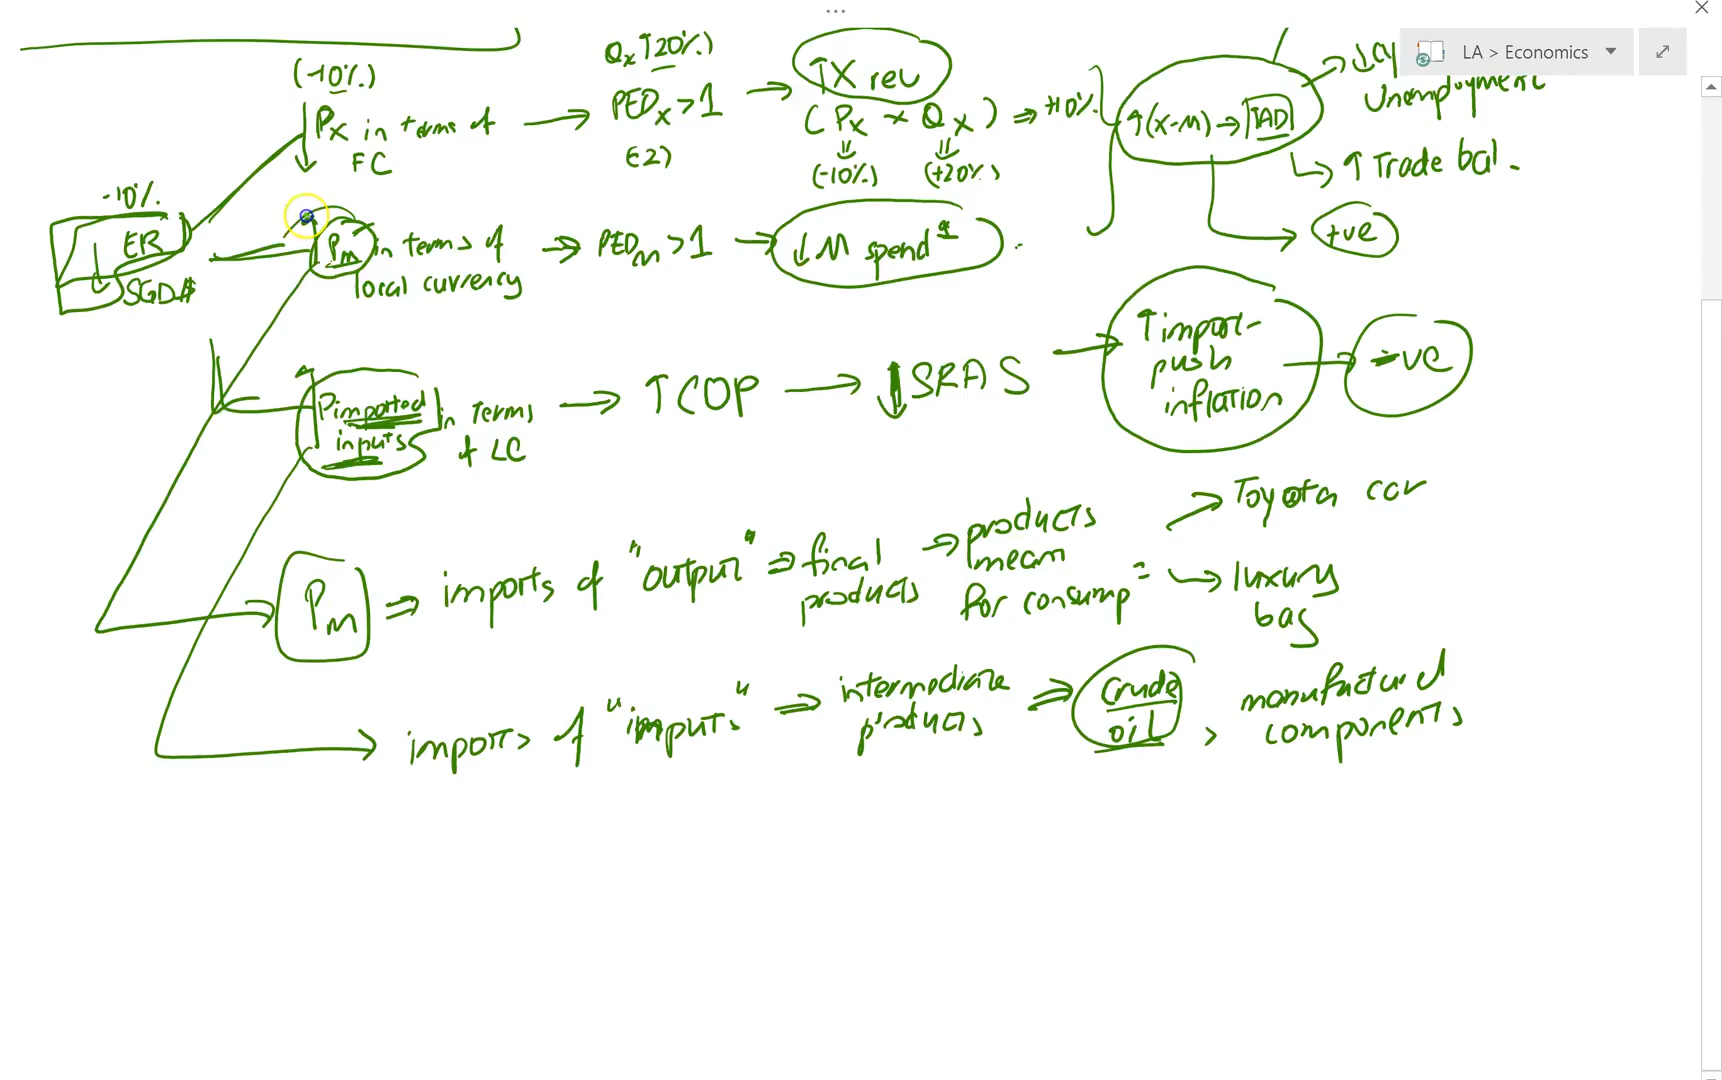 LA > Economics
Qx ↑20%)
(-10%)
↑X rev
↓Cy
Unemployment
↓Px in terms of
FC
→ PEDx>1
(2)
→ (Px × Qx) ⇒ +10%
(-10%) (+20%)
↑(X-M) → ↑AD
↑ Trade bal.
+ve
-10%
↓ER
SGD$
↑Pm in terms of
local currency
→ PEDm>1
→ ↓M spend
↑Pimported
inputs
in terms
of LC
→ ↑COP → ↓SRAS →
↑import-
push
inflation
→ -ve
Pm ⇒ imports of "output" ⇒ final
products
→ products
mean
for consump=
→ Toyota car
→ luxury
bag
→ imports of "inputs" ⇒ intermediate
products
⇒ crude
oil
, manufactured
components